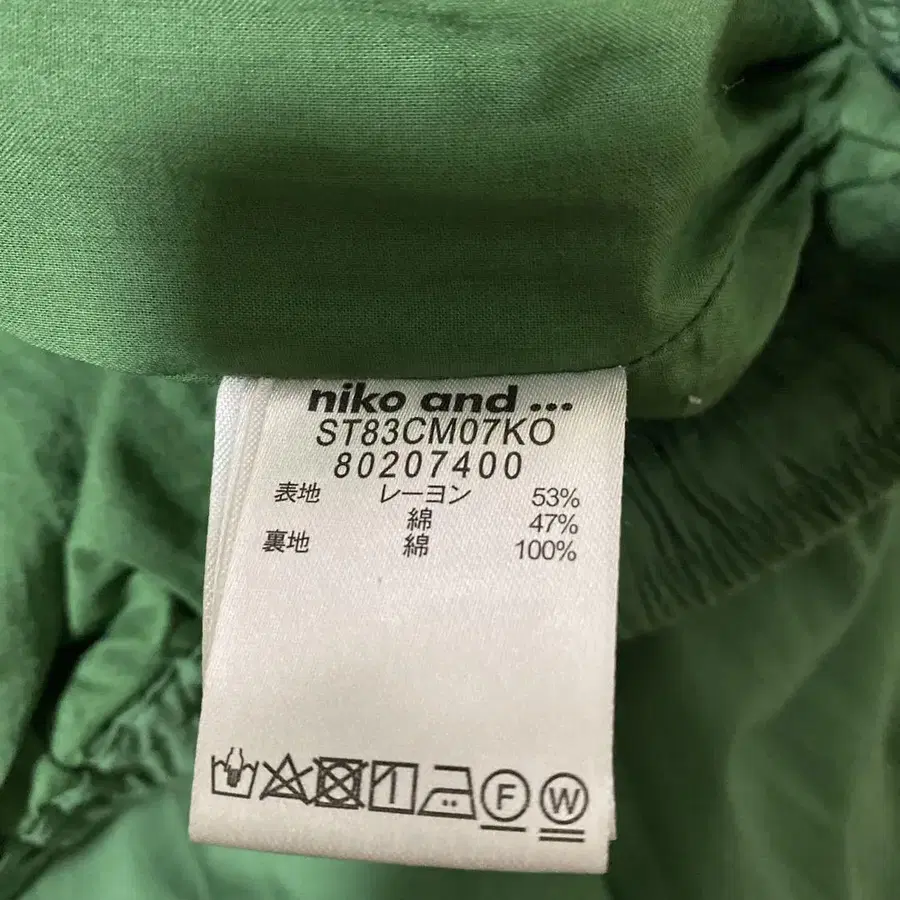 niko and ...
ST83CM07KO
80207400
表地 レーヨン 53%
綿 47%
裏地 綿 100%
F W